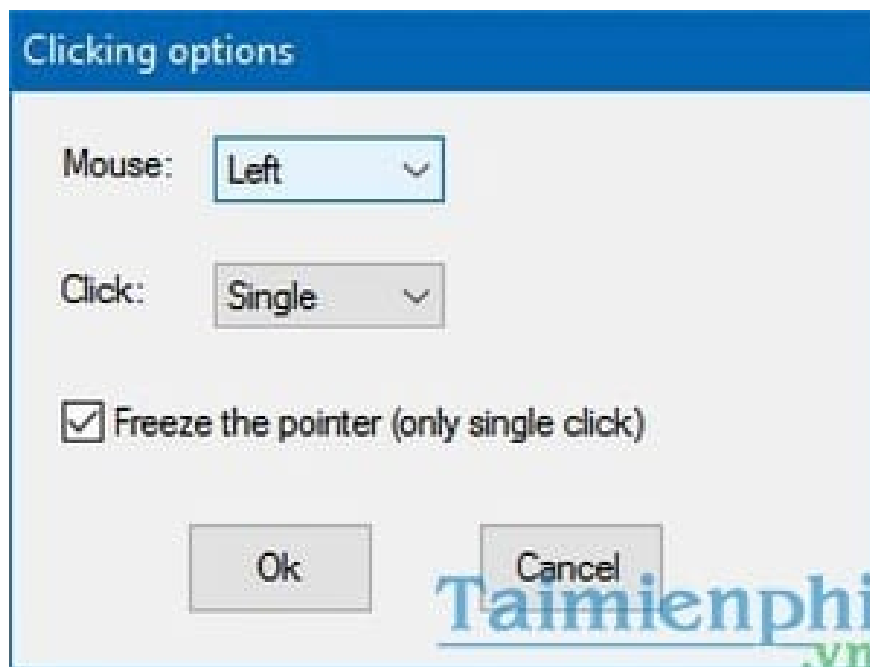 Clicking options
Mouse: Left
Click: Single
Freeze the pointer (only single click)
Ok Cancel
Taimienphi
.vn